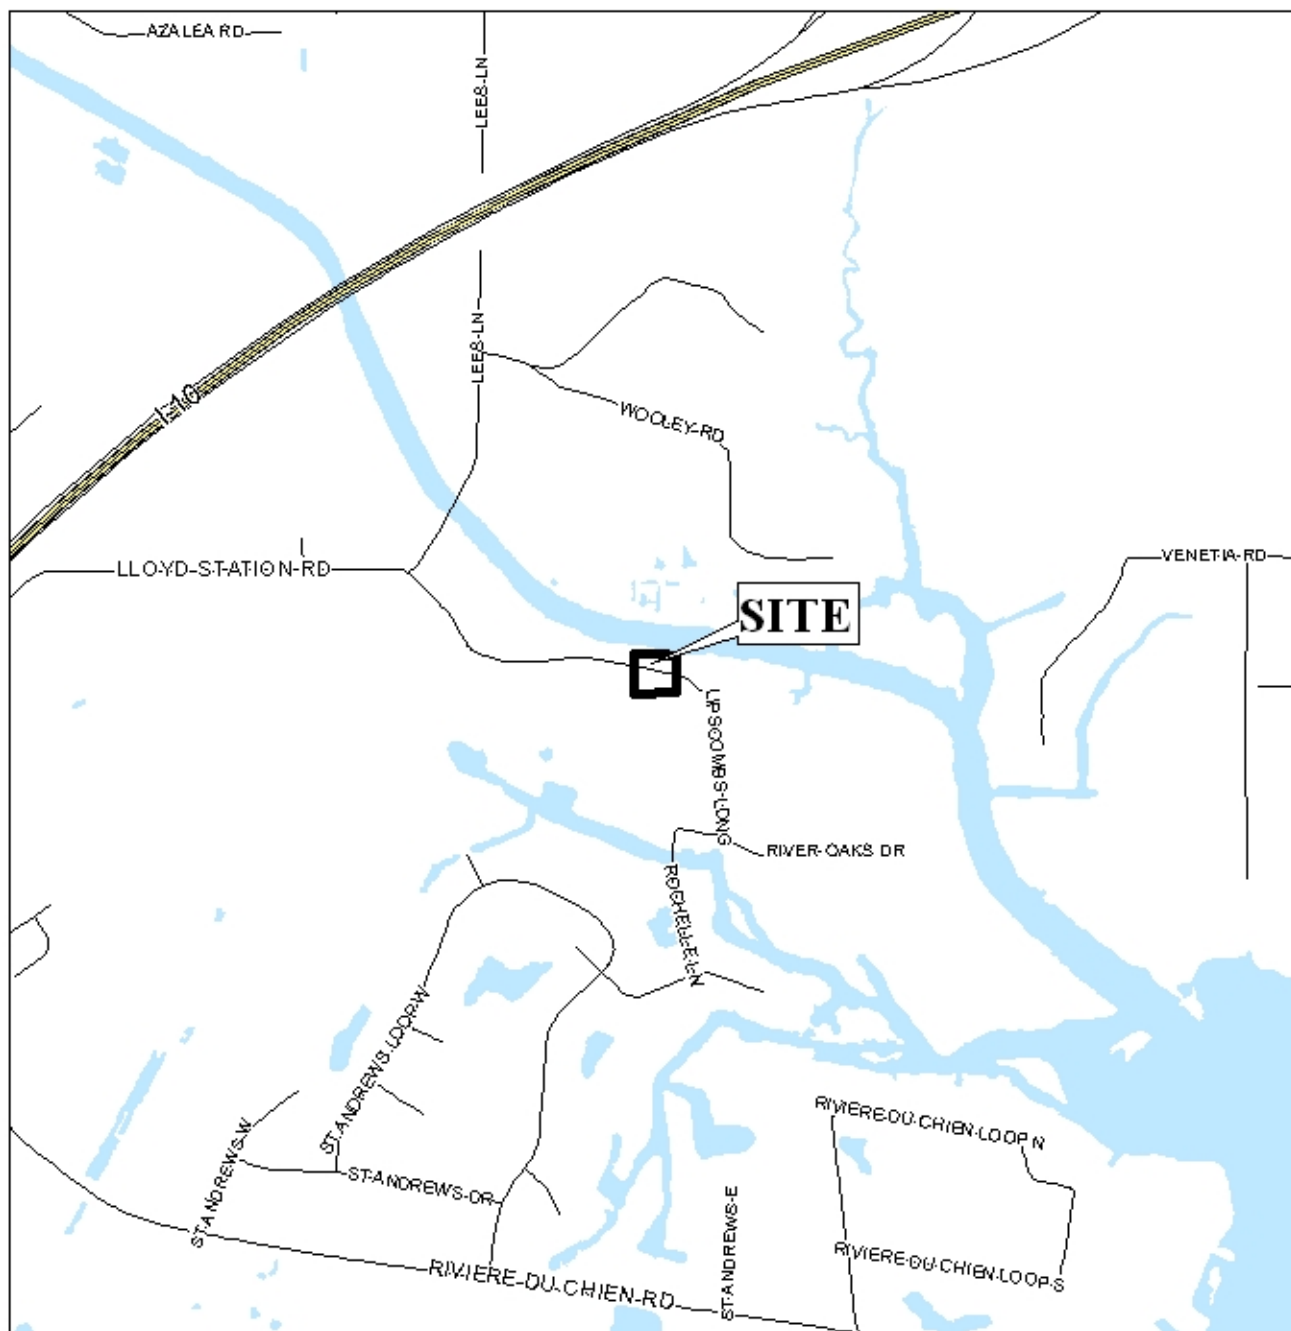 AZALEA RD
LEES-LN
I-10
LEES-LN
WOOLEY-RD
LLOYD-STATION-RD
VENETIA-RD
SITE
LIPSCOMBS-LDNG
RIVER-OAKS DR
ROCHELLE-LN
ST-ANDREWS-LOOP-W
RIVIERE-DU-CHIEN-LOOP-N
ST-ANDREWS-W
ST-ANDREWS-DR
ST-ANDREWS-E
RIVIERE-DU-CHIEN-LOOP-S
RIVIERE-DU-CHIEN-RD